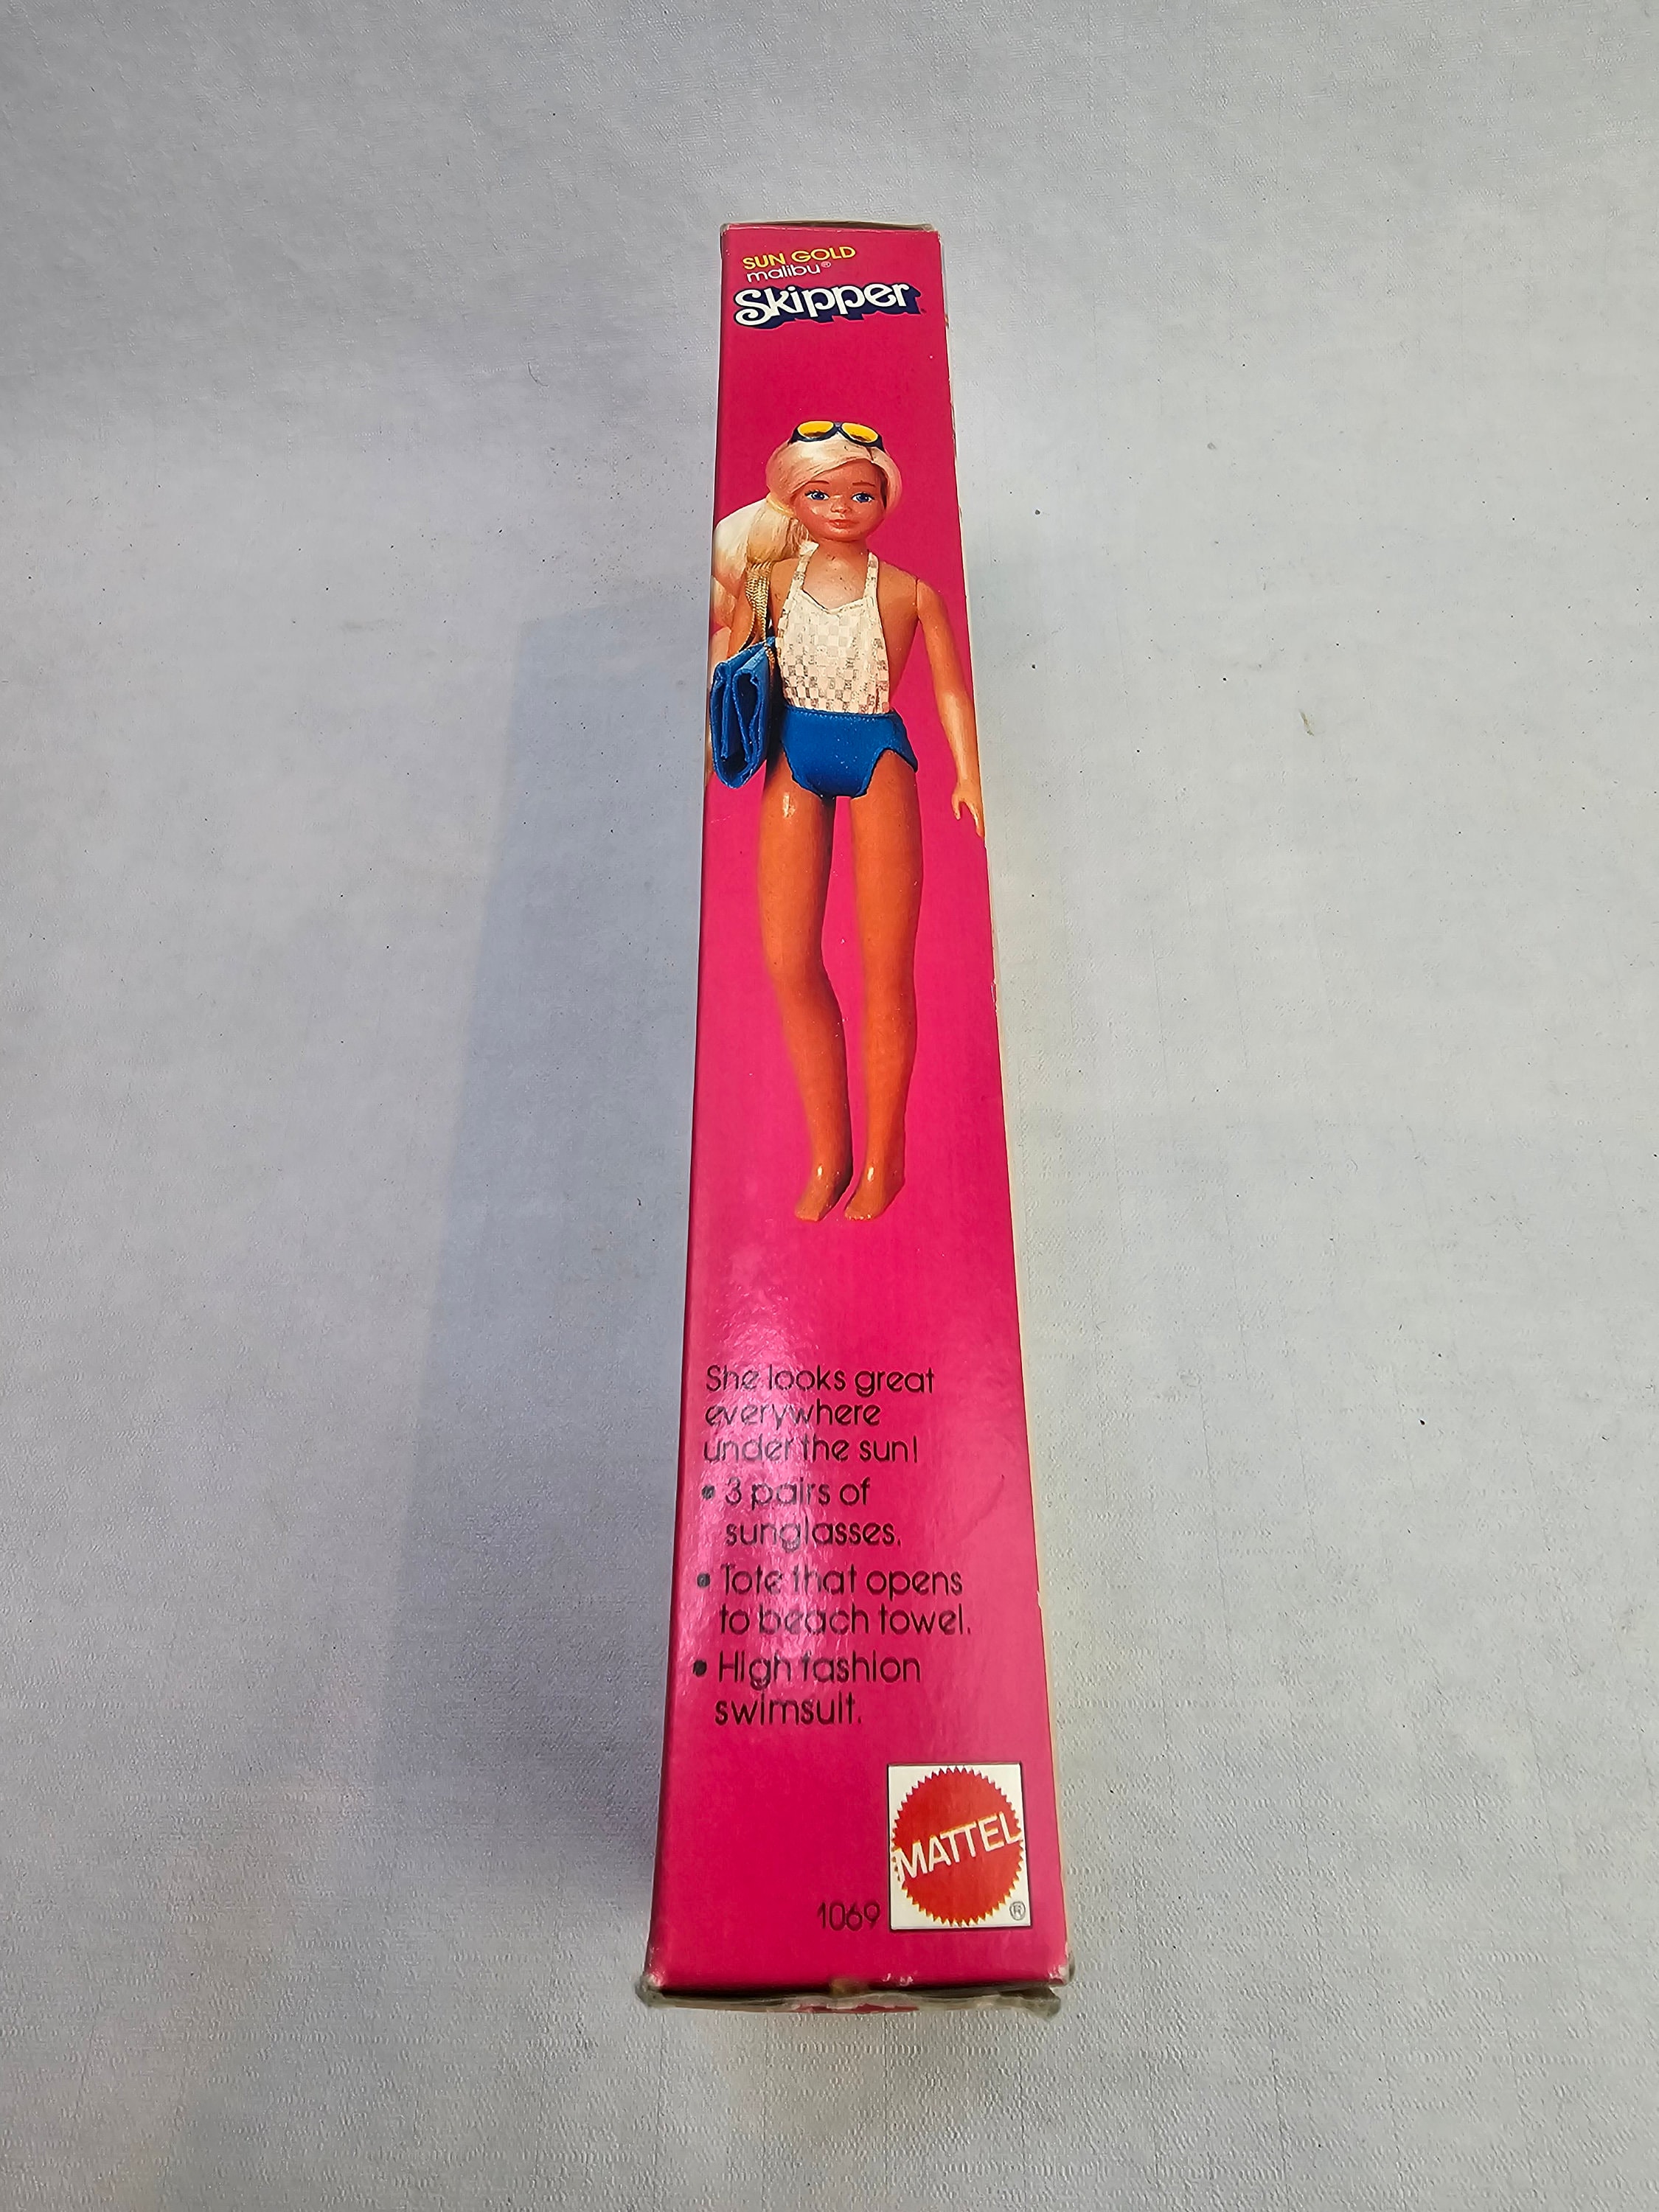 SUN GOLD
malibu®
Skipper
She looks great
everywhere
under the sun!
• 3 pairs of
sunglasses.
• Tote that opens
to beach towel.
• High fashion
swimsuit.
MATTEL
1069
®